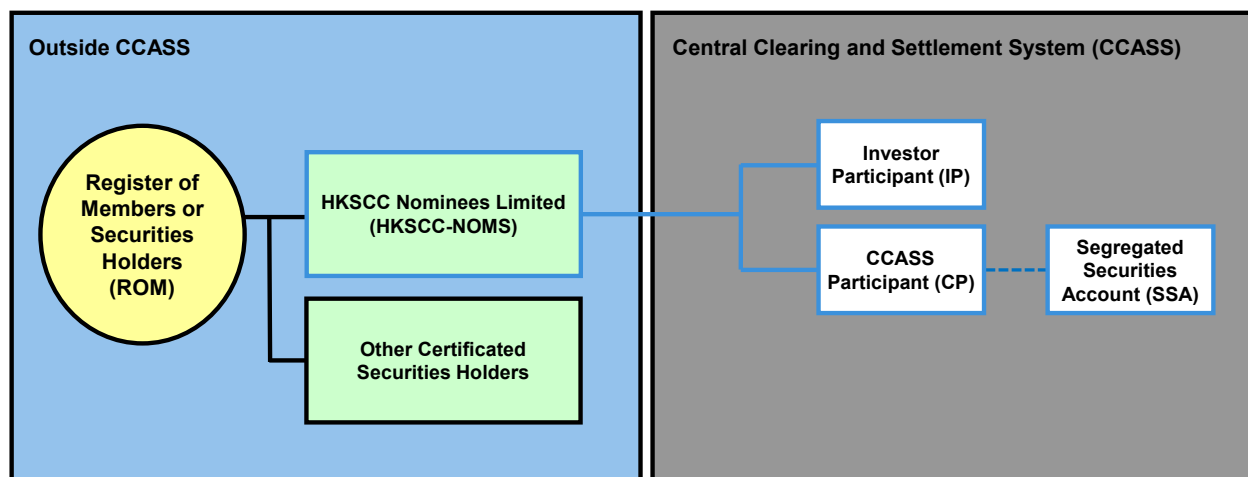 Outside CCASS
Register of
Members or
Securities
Holders
(ROM)
HKSCC Nominees Limited
(HKSCC-NOMS)
Other Certificated
Securities Holders
Central Clearing and Settlement System (CCASS)
Investor
Participant (IP)
CCASS
Participant (CP)
Segregated
Securities
Account (SSA)